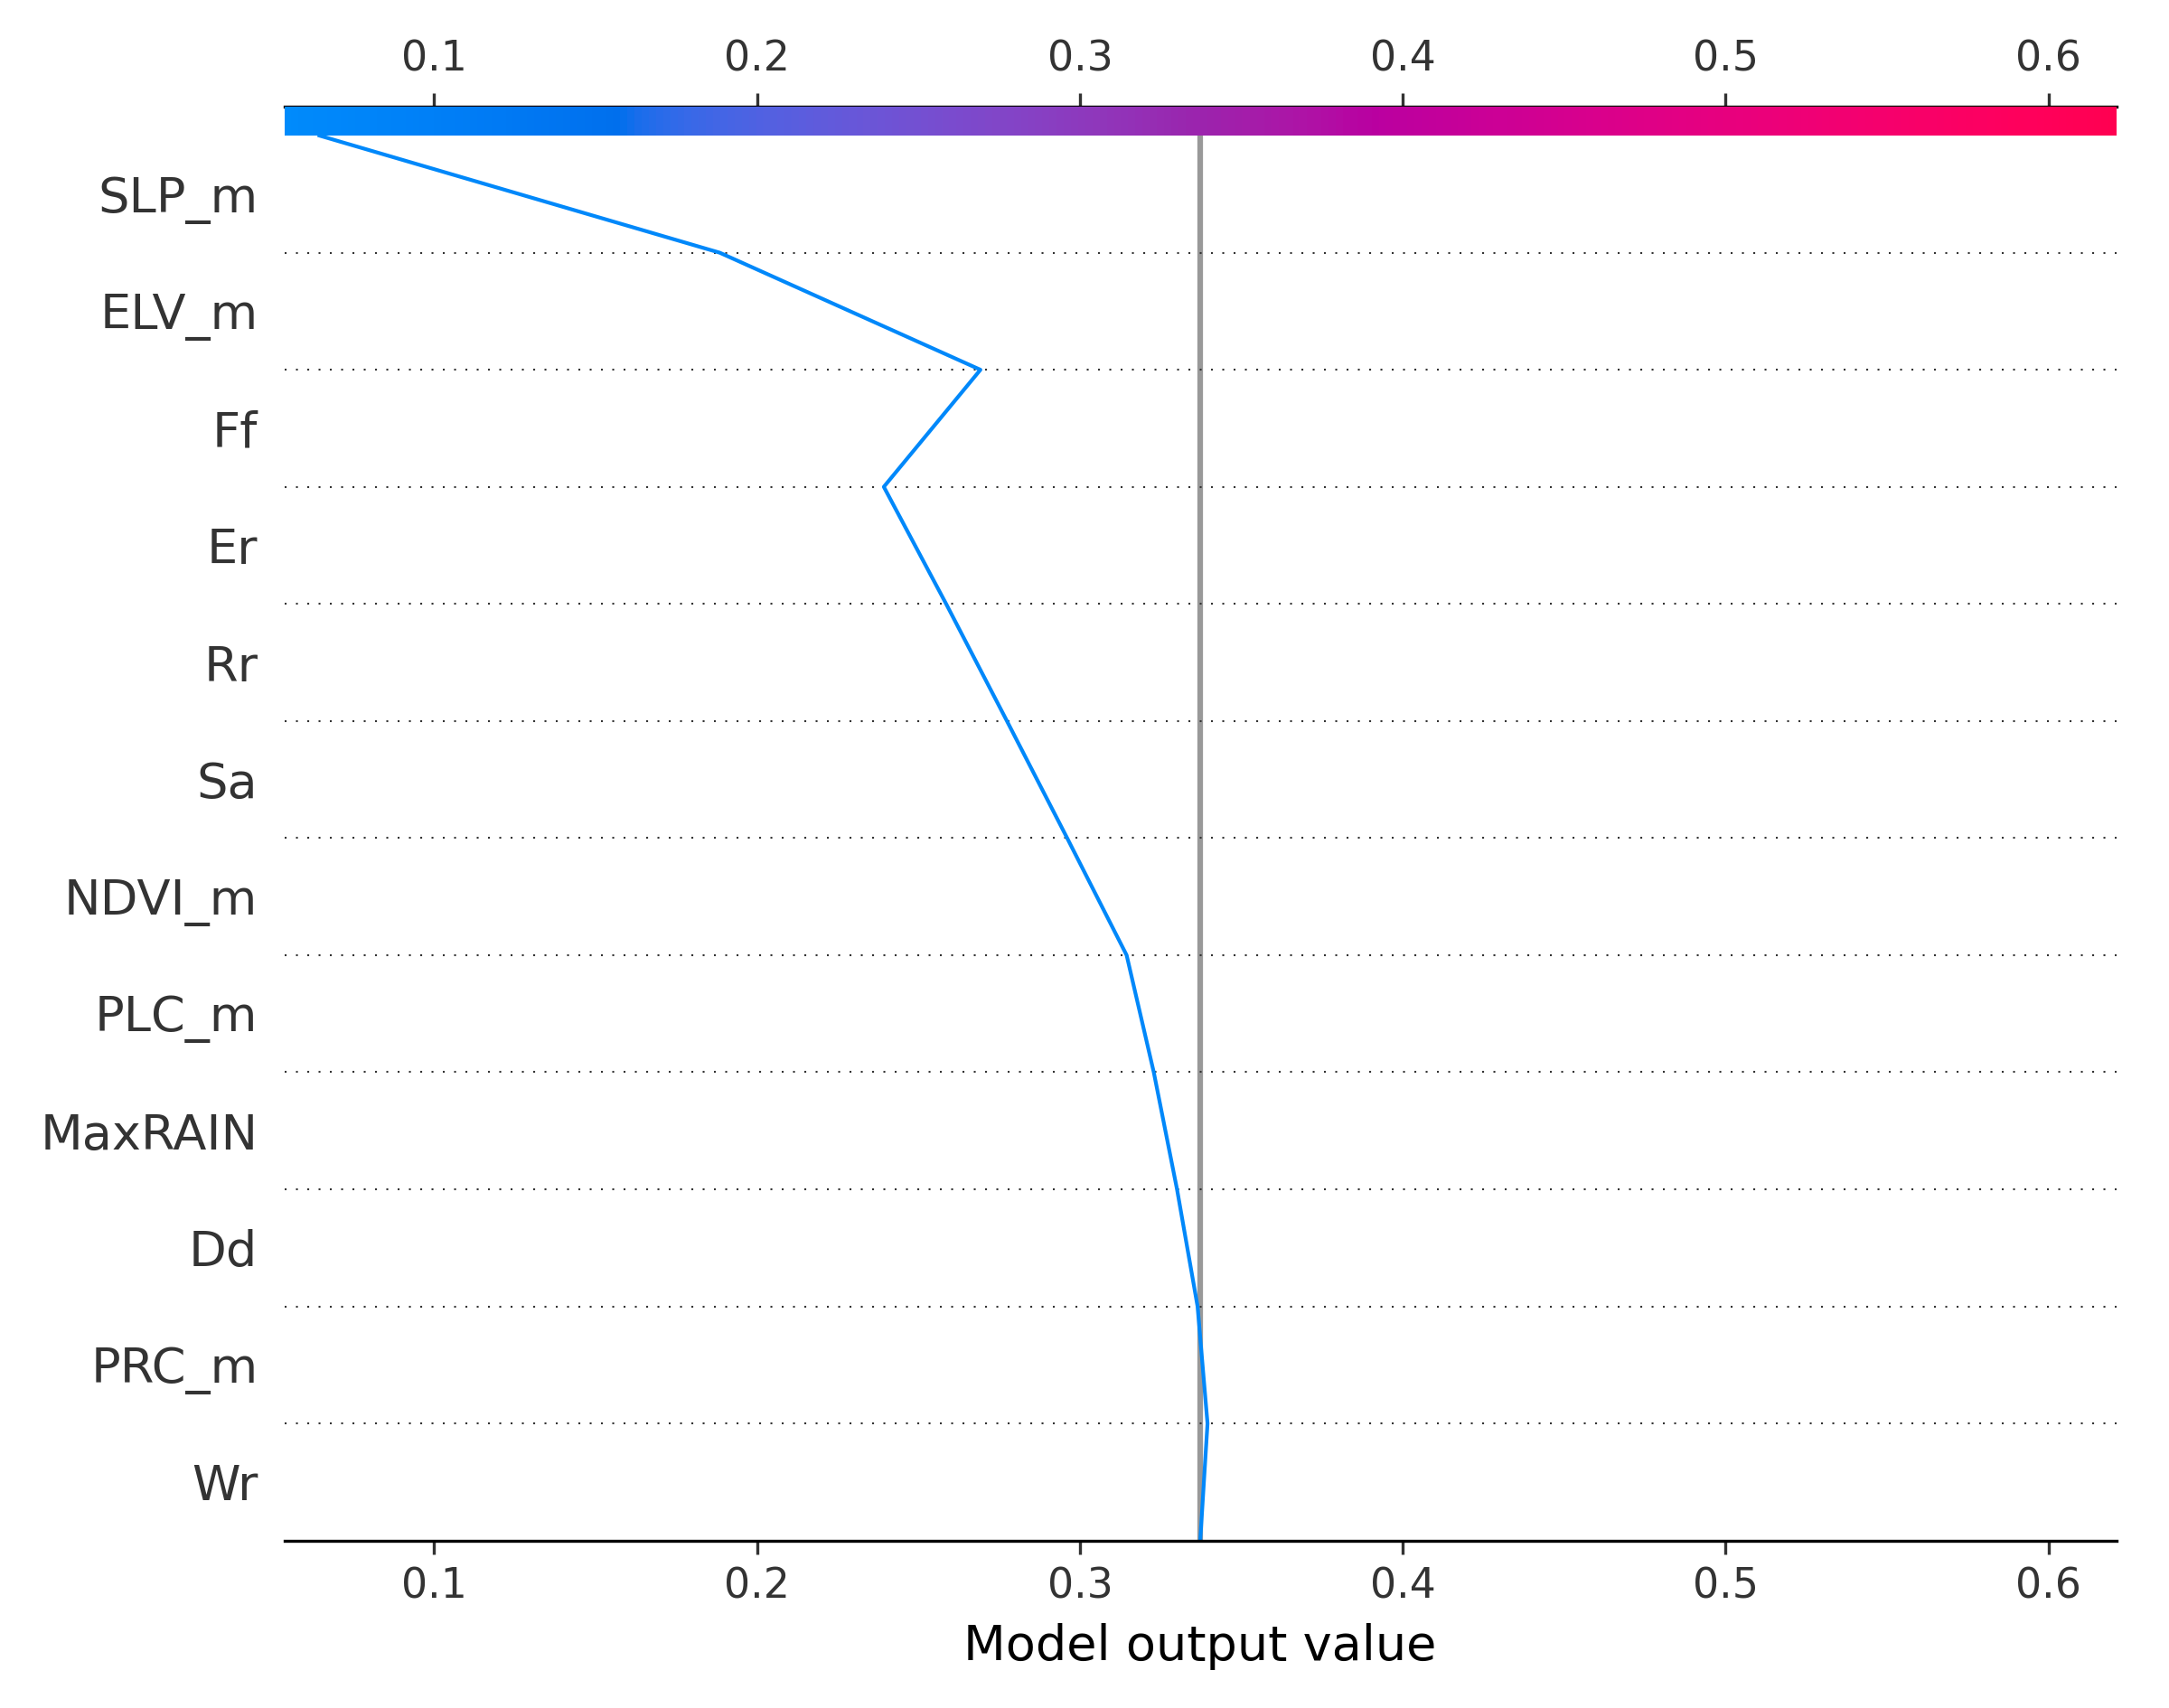 0.1 0.2 0.3 0.4 0.5 0.6
SLP_m
ELV_m
Ff
Er
Rr
Sa
NDVI_m
PLC_m
MaxRAIN
Dd
PRC_m
Wr
0.1 0.2 0.3 0.4 0.5 0.6
Model output value